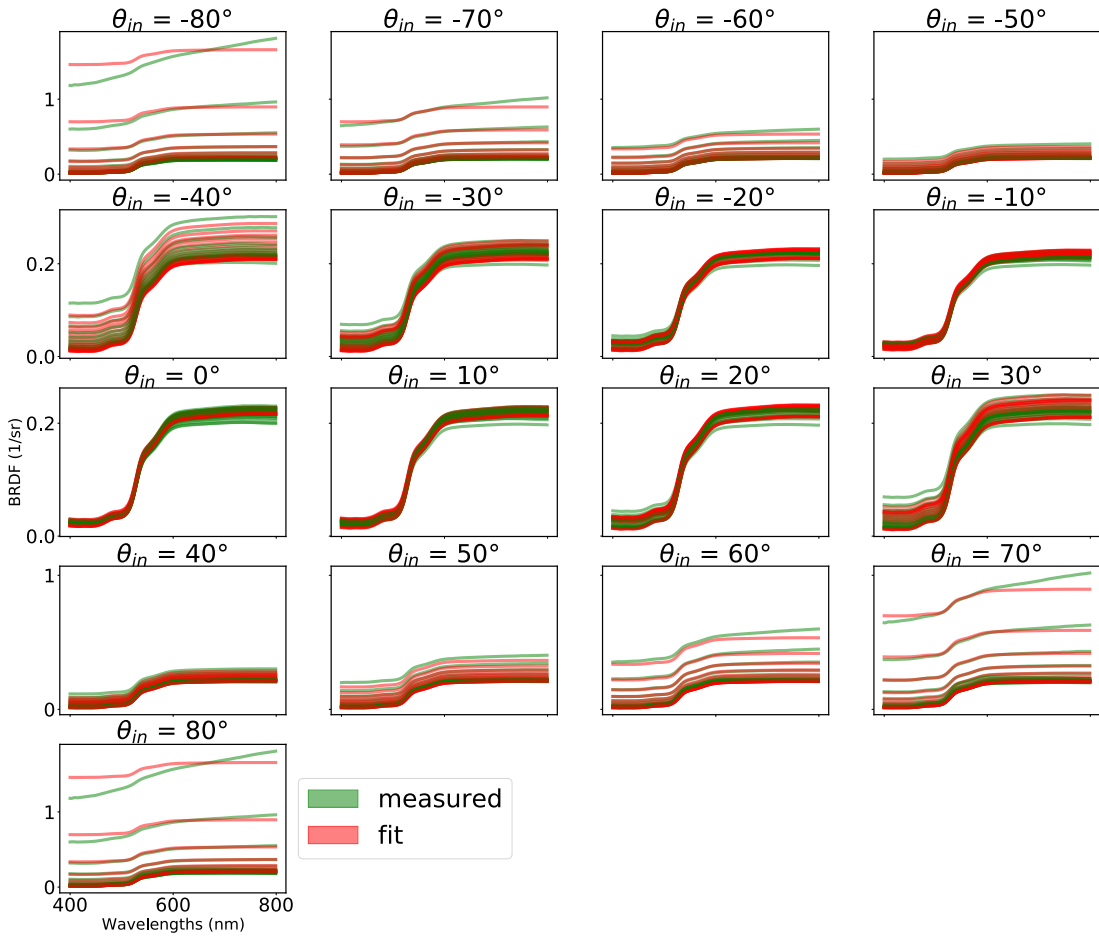 θin = -80° θin = -70° θin = -60° θin = -50°
1
0
θin = -40° θin = -30° θin = -20° θin = -10°
0.2
0.0
θin = 0° θin = 10° θin = 20° θin = 30°
0.2
BRDF (1/sr)
0.0
θin = 40° θin = 50° θin = 60° θin = 70°
1
0
θin = 80°
1
measured
fit
0
400 600 800
Wavelengths (nm)